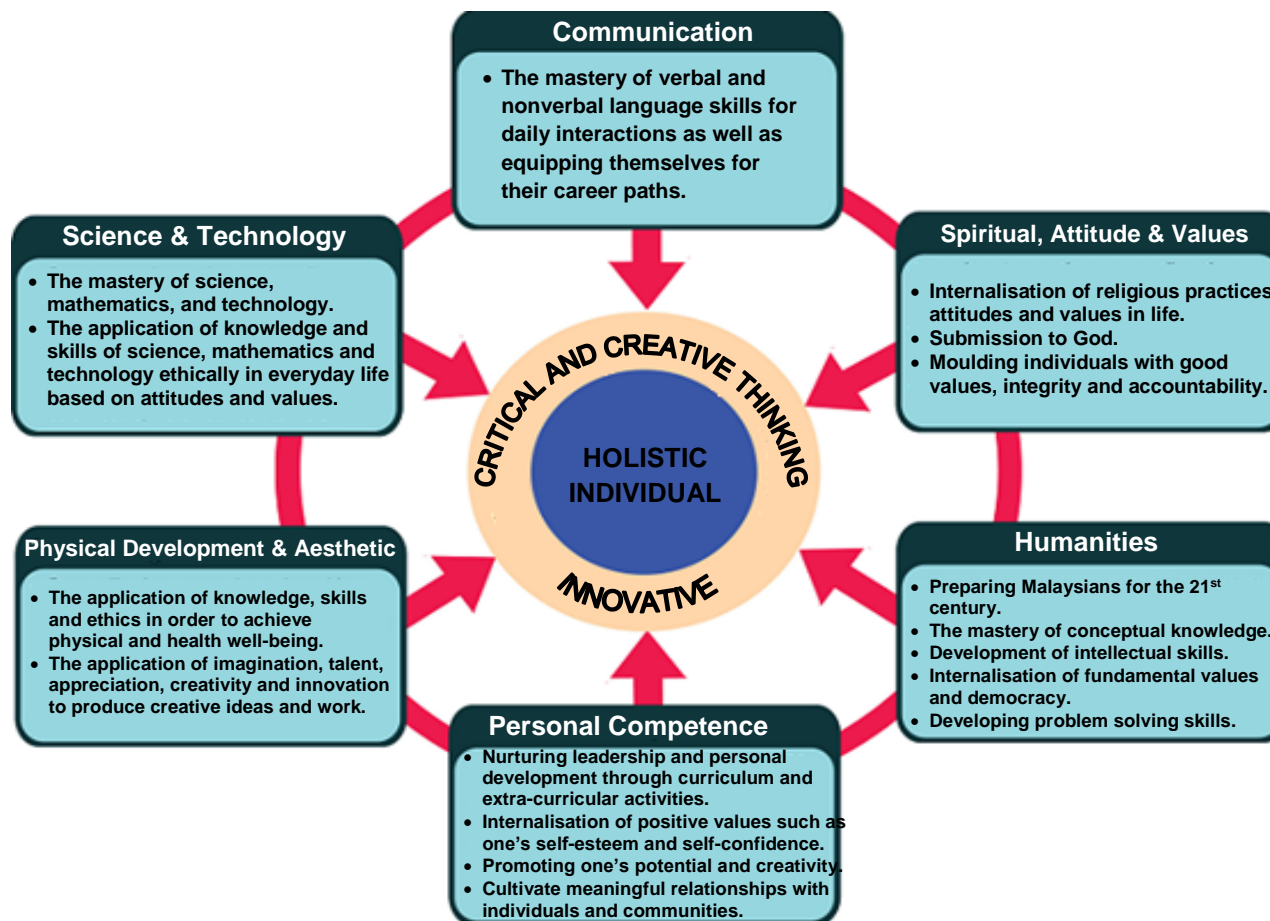 Communication
• The mastery of verbal and
nonverbal language skills for
daily interactions as well as
equipping themselves for
their career paths.
Science & Technology
• The mastery of science,
mathematics, and technology.
• The application of knowledge and
skills of science, mathematics and
technology ethically in everyday life
based on attitudes and values.
Spiritual, Attitude & Values
• Internalisation of religious practices,
attitudes and values in life.
• Submission to God.
• Moulding individuals with good
values, integrity and accountability.
CRITICAL AND CREATIVE THINKING
HOLISTIC
INDIVIDUAL
INNOVATIVE
Physical Development & Aesthetic
• The application of knowledge, skills
and ethics in order to achieve
physical and health well-being.
• The application of imagination, talent,
appreciation, creativity and innovation
to produce creative ideas and work.
Humanities
• Preparing Malaysians for the 21st
century.
• The mastery of conceptual knowledge.
• Development of intellectual skills.
• Internalisation of fundamental values
and democracy.
• Developing problem solving skills.
Personal Competence
• Nurturing leadership and personal
development through curriculum and
extra-curricular activities.
• Internalisation of positive values such as
one's self-esteem and self-confidence.
• Promoting one's potential and creativity.
• Cultivate meaningful relationships with
individuals and communities.